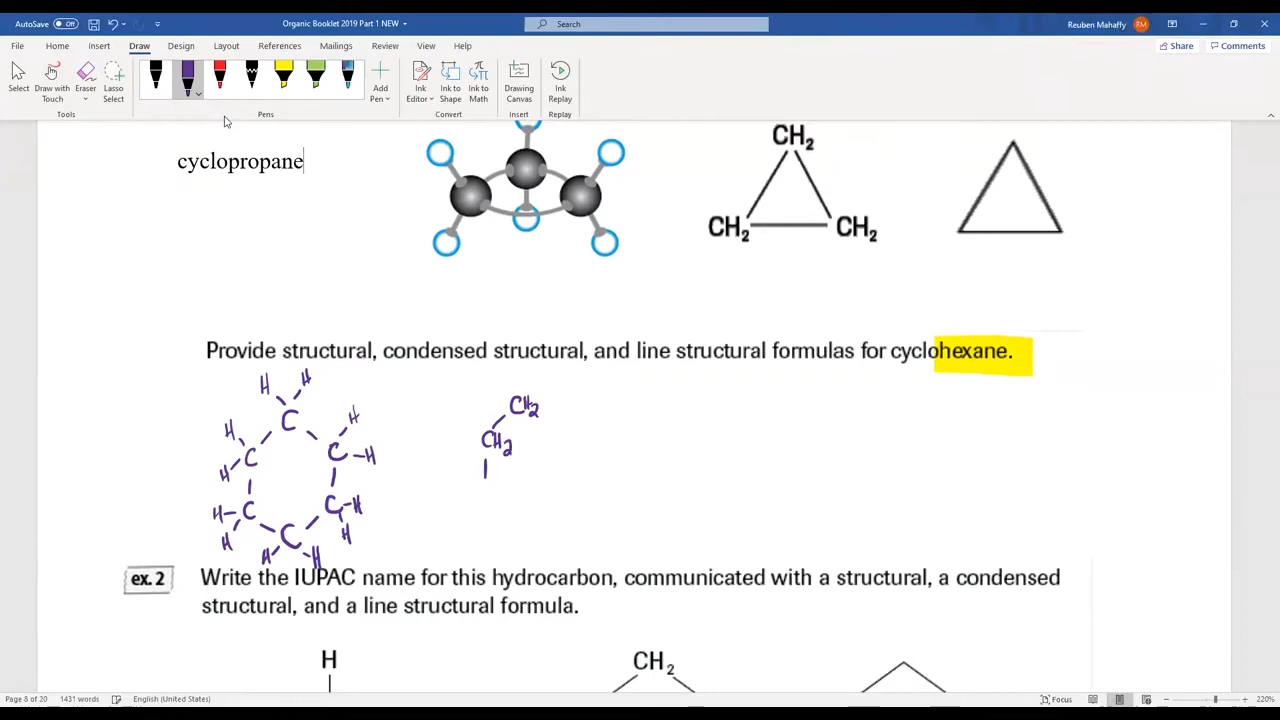 AutoSave Off
Organic Booklet 2019 Part 1 NEW
Search
Reuben Mahaffy RM
File Home Insert Draw Design Layout References Mailings Review View Help
Share Comments
Select
Draw with Touch
Eraser
Lasso Select
Add Pen
Ink Editor
Ink to Shape
Ink to Math
Drawing Canvas
Ink Replay
Tools Pens Convert Insert Replay
cyclopropane
CH2
CH2 CH2
Provide structural, condensed structural, and line structural formulas for cyclohexane.
H H
C
H H
C C H
H
H C C H
H C H
H H
CH2
CH2
ex. 2 Write the IUPAC name for this hydrocarbon, communicated with a structural, a condensed
structural, and a line structural formula.
H CH2
Page 8 of 20 1431 words English (United States) Focus 220%